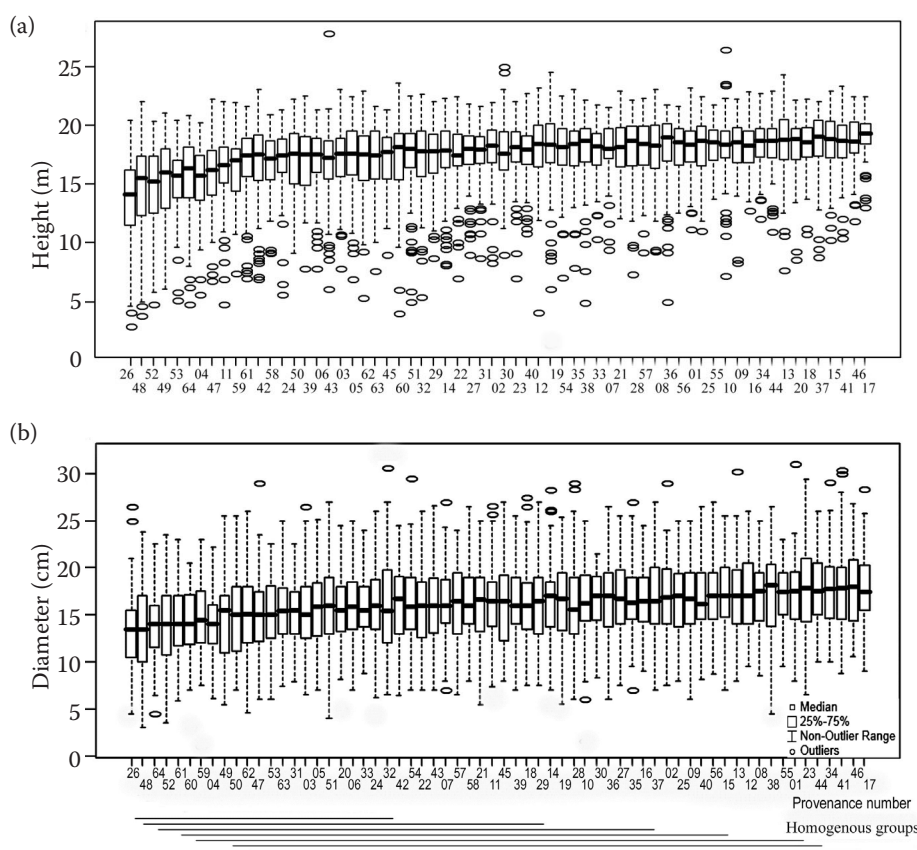 (a)
25
20
15
10
5
0
Height (m)
26 52 53 04 11 61 58 50 06 03 62 45 51 29 22 31 30 40 19 35 33 21 57 36 01 55 09 34 13 18 15 46
48 49 64 47 59 42 24 39 43 05 63 60 32 14 27 02 23 12 54 38 07 28 08 56 25 10 16 44 20 37 41 17
(b)
30
25
20
15
10
5
0
Diameter (cm)
Median
25%-75%
Non-Outlier Range
Outliers
26 64 61 59 49 62 53 31 05 20 33 32 54 43 57 21 45 18 14 28 30 27 16 02 09 56 13 08 55 23 34 46
48 52 60 04 50 47 63 03 51 06 24 42 22 07 58 11 39 29 19 10 36 35 37 25 40 15 12 38 01 44 41 17
Provenance number
Homogenous groups